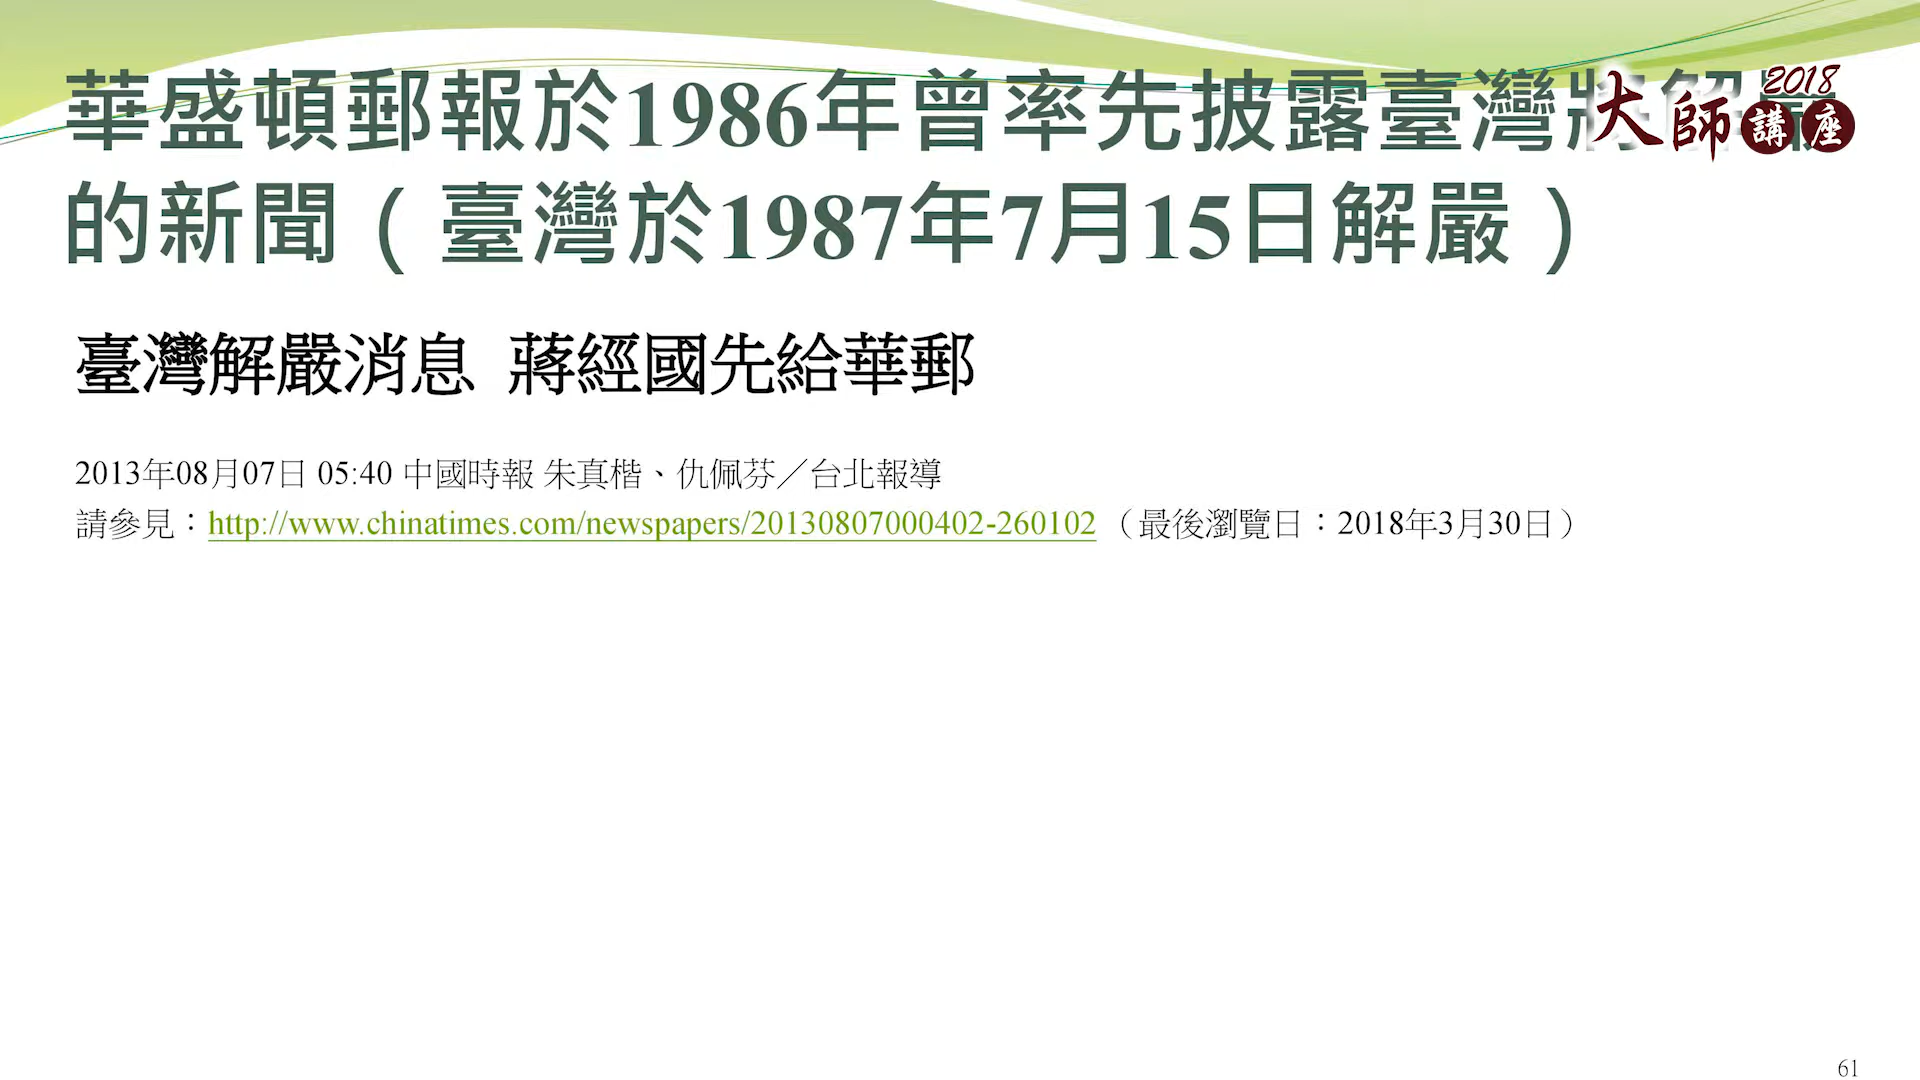 華盛頓郵報於1986年曾率先披露臺灣將解嚴
的新聞（臺灣於1987年7月15日解嚴）
2018
大師講座
臺灣解嚴消息 蔣經國先給華郵
2013年08月07日 05:40 中國時報 朱真楷、仇佩芬／台北報導
請參見：http://www.chinatimes.com/newspapers/20130807000402-260102 （最後瀏覽日：2018年3月30日）
61